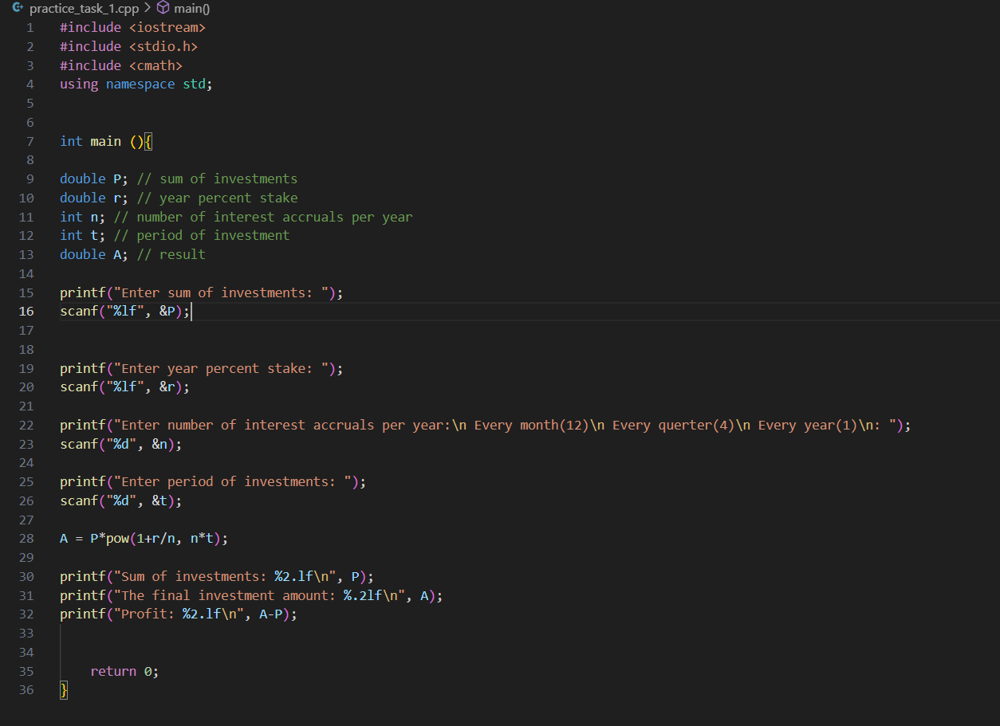 practice_task_1.cpp > main()
1 #include <iostream>
2 #include <stdio.h>
3 #include <cmath>
4 using namespace std;
5
6
7 int main (){
8
9 double P; // sum of investments
10 double r; // year percent stake
11 int n; // number of interest accruals per year
12 int t; // period of investment
13 double A; // result
14
15 printf("Enter sum of investments: ");
16 scanf("%lf", &P);
17
18
19 printf("Enter year percent stake: ");
20 scanf("%lf", &r);
21
22 printf("Enter number of interest accruals per year:\n Every month(12)\n Every querter(4)\n Every year(1)\n: ");
23 scanf("%d", &n);
24
25 printf("Enter period of investments: ");
26 scanf("%d", &t);
27
28 A = P*pow(1+r/n, n*t);
29
30 printf("Sum of investments: %2.lf\n", P);
31 printf("The final investment amount: %.2lf\n", A);
32 printf("Profit: %2.lf\n", A-P);
33
34
35 return 0;
36 }